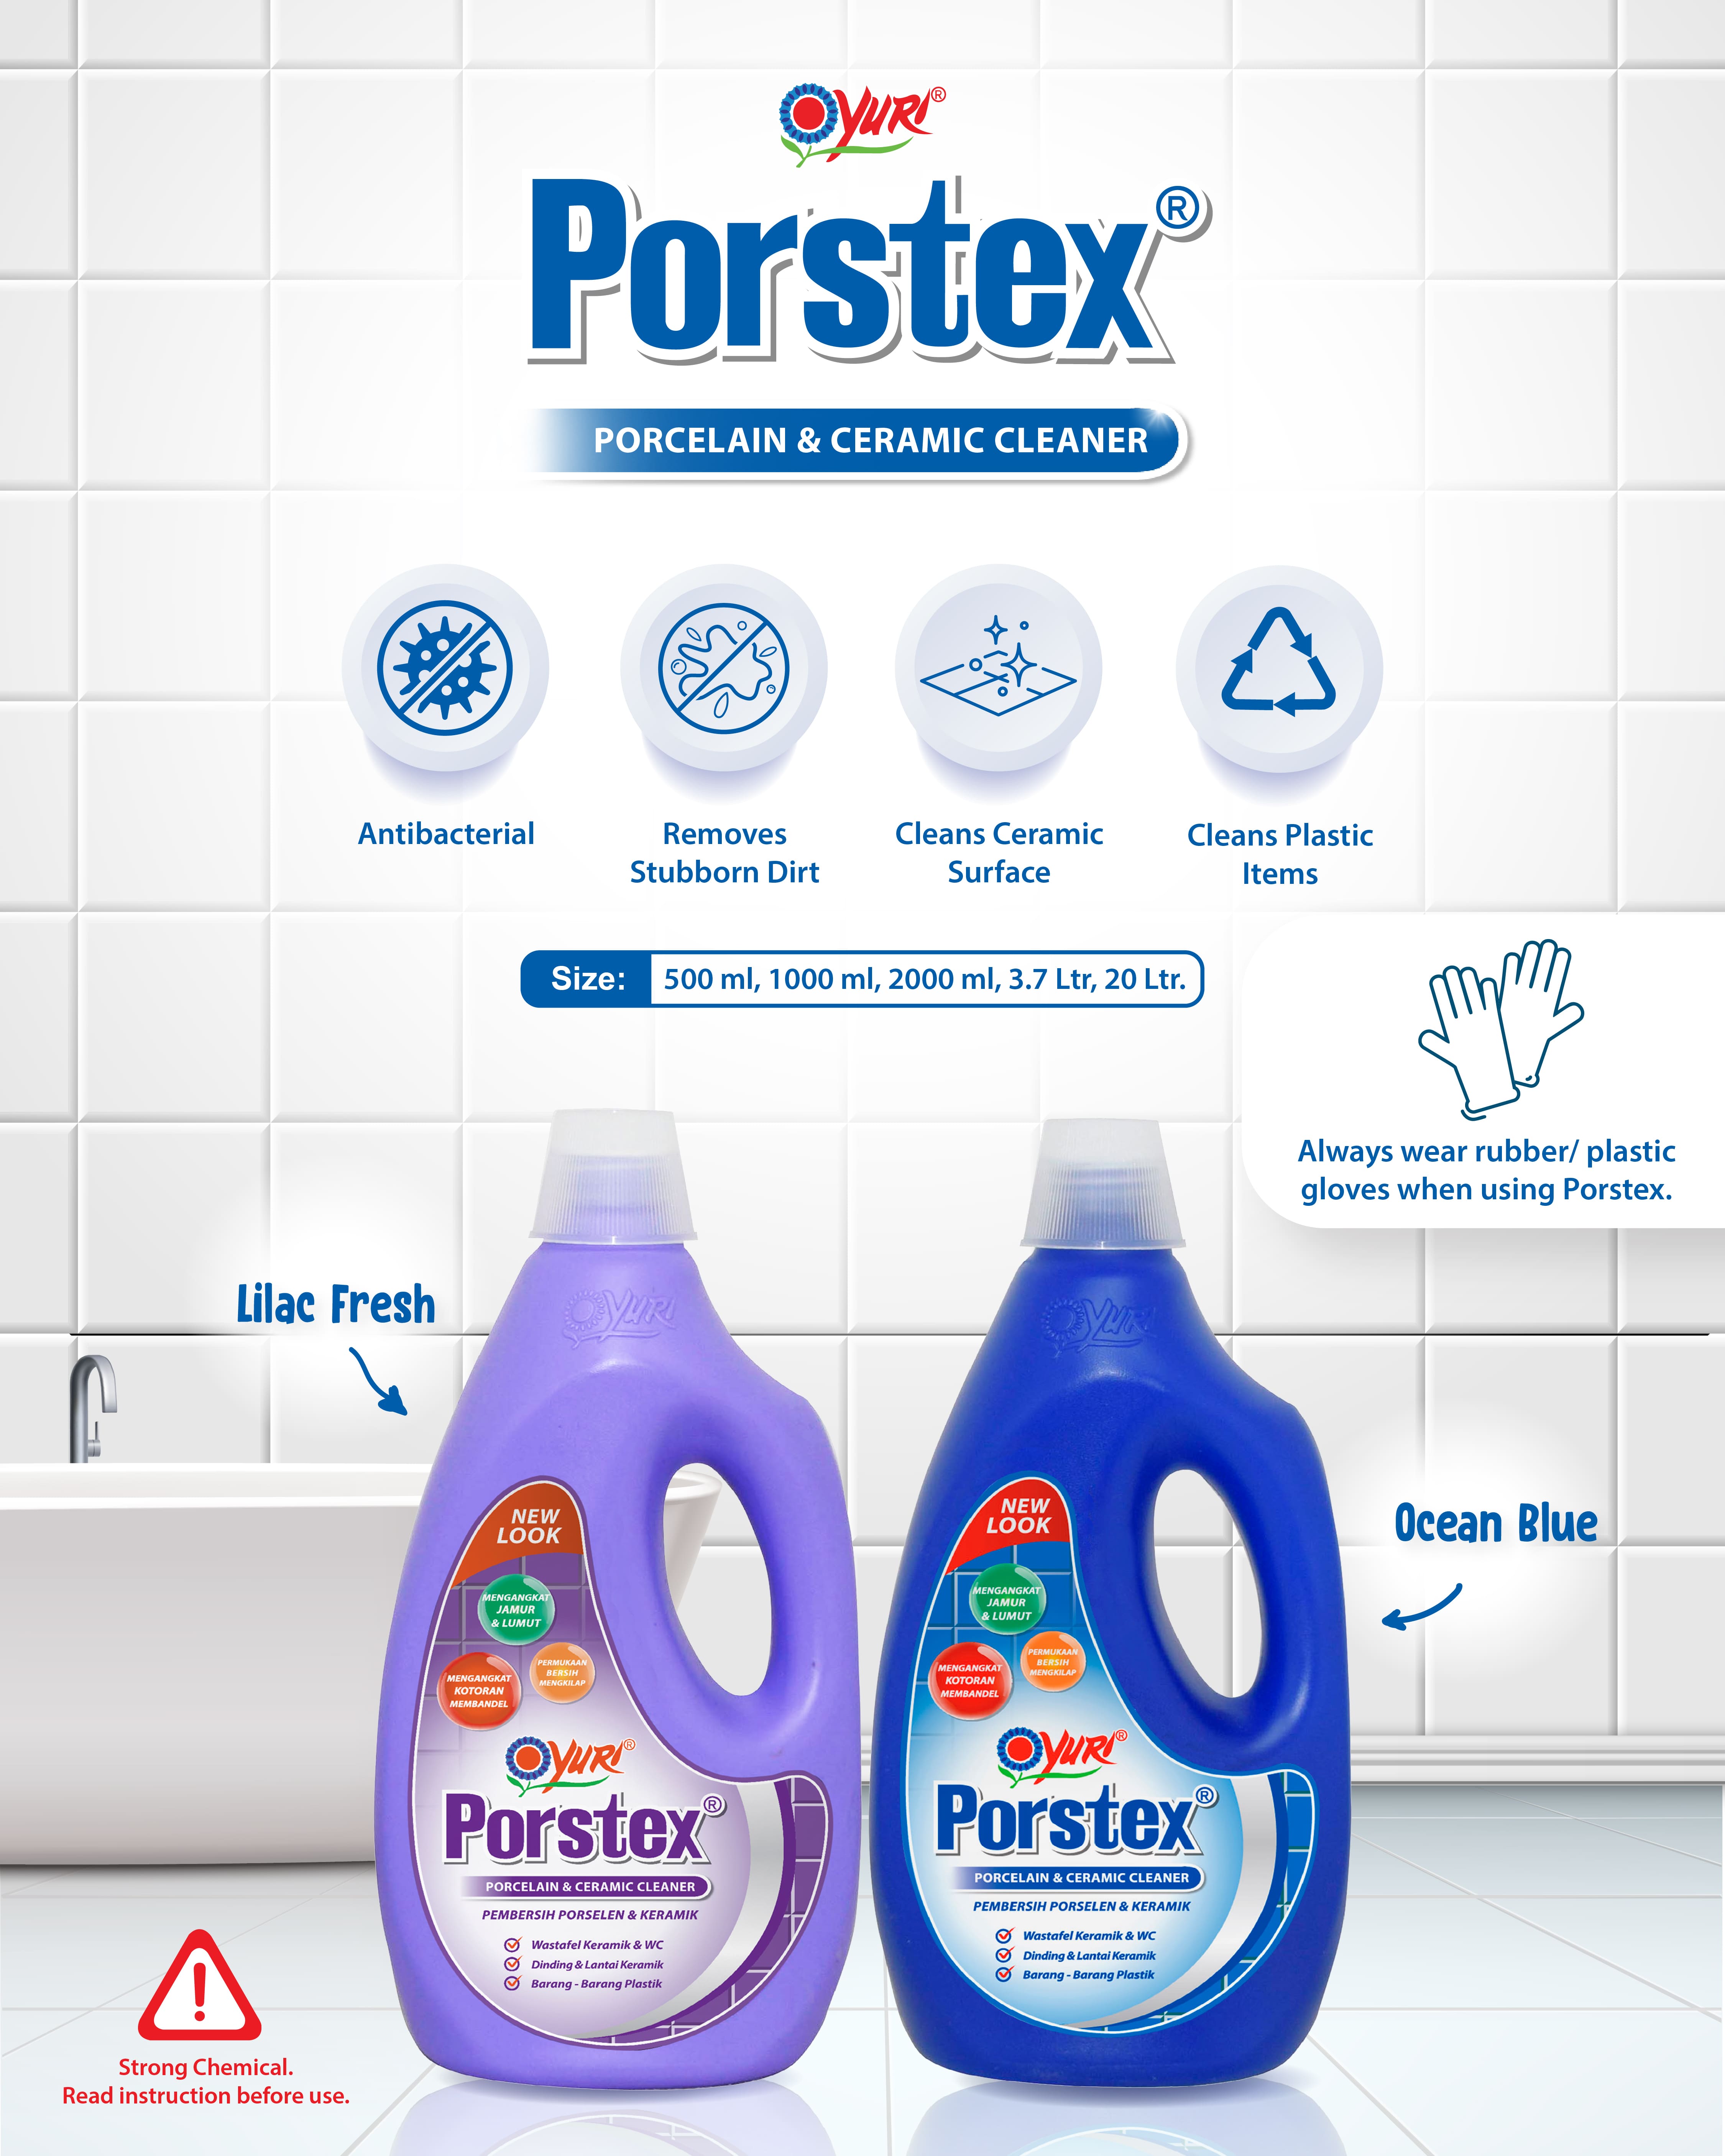 YURI®
Porstex®
PORCELAIN & CERAMIC CLEANER
Antibacterial
Removes
Stubborn Dirt
Cleans Ceramic
Surface
Cleans Plastic
Items
Size: 500 ml, 1000 ml, 2000 ml, 3.7 Ltr, 20 Ltr.
Always wear rubber/ plastic
gloves when using Porstex.
Lilac Fresh
YURI
NEW
LOOK
MENGANGKAT
JAMUR
& LUMUT
MENGANGKAT
KOTORAN
MEMBANDEL
PERMUKAAN
BERSIH
MENGKILAP
YURI®
Porstex®
PORCELAIN & CERAMIC CLEANER
PEMBERSIH PORSELEN & KERAMIK
Wastafel Keramik & WC
Dinding & Lantai Keramik
Barang - Barang Plastik
Ocean Blue
YURI
NEW
LOOK
MENGANGKAT
JAMUR
& LUMUT
MENGANGKAT
KOTORAN
MEMBANDEL
PERMUKAAN
BERSIH
MENGKILAP
YURI®
Porstex®
PORCELAIN & CERAMIC CLEANER
PEMBERSIH PORSELEN & KERAMIK
Wastafel Keramik & WC
Dinding & Lantai Keramik
Barang - Barang Plastik
Strong Chemical.
Read instruction before use.